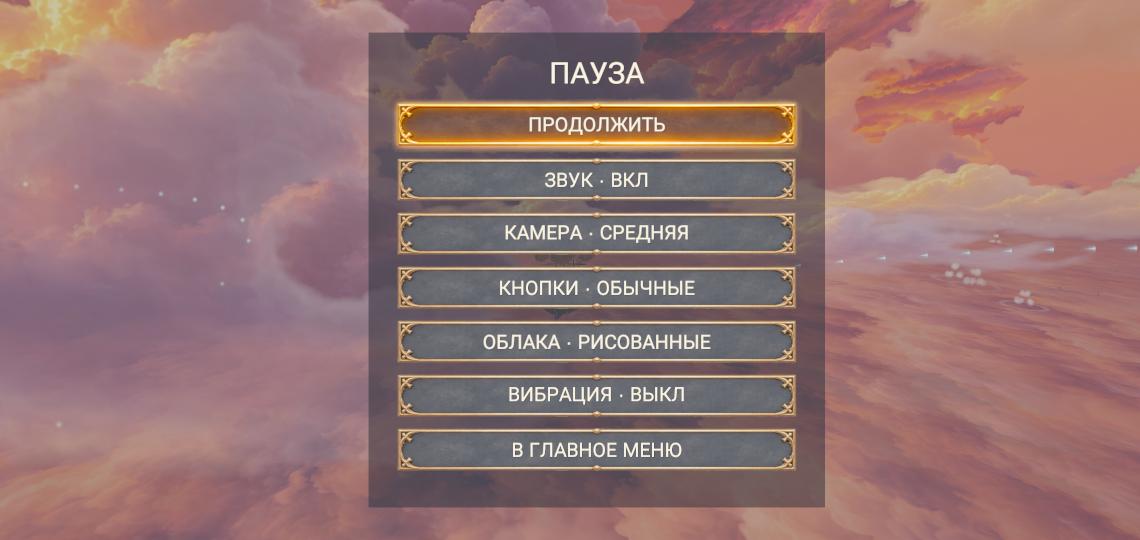 ПАУЗА
ПРОДОЛЖИТЬ
ЗВУК · ВКЛ
КАМЕРА · СРЕДНЯЯ
КНОПКИ · ОБЫЧНЫЕ
ОБЛАКА · РИСОВАННЫЕ
ВИБРАЦИЯ · ВЫКЛ
В ГЛАВНОЕ МЕНЮ